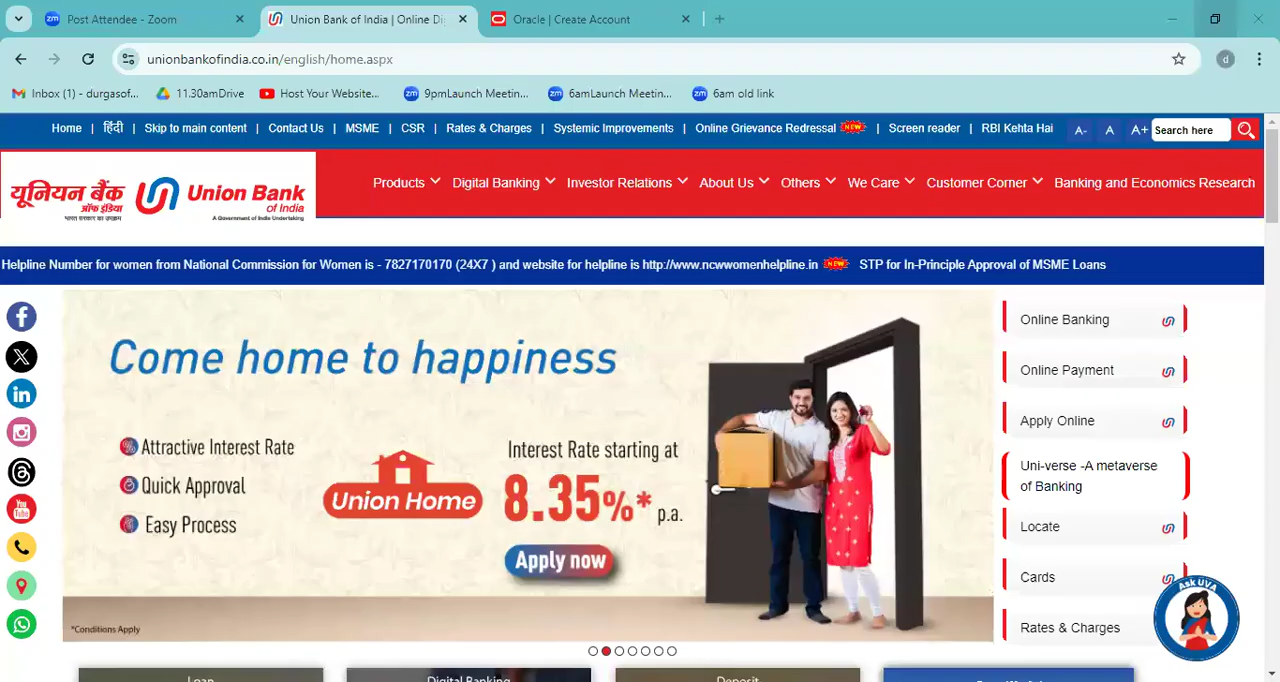 Post Attendee - Zoom
Union Bank of India | Online Di
Oracle | Create Account
unionbankofindia.co.in/english/home.aspx
d
Inbox (1) - durgasof...
11.30amDrive
Host Your Website...
9pmLaunch Meetin...
6amLaunch Meetin...
6am old link
Home | हिंदी | Skip to main content | Contact Us | MSME | CSR | Rates & Charges | Systemic Improvements | Online Grievance Redressal NEW | Screen reader | RBI Kehta Hai
A- A A+ Search here
यूनियन बैंक
ऑफ इंडिया
भारत सरकार का उपक्रम
Union Bank
of India
A Government of India Undertaking
Products Digital Banking Investor Relations About Us Others We Care Customer Corner Banking and Economics Research
Helpline Number for women from National Commission for Women is - 7827170170 (24X7 ) and website for helpline is http://www.ncwwomenhelpline.in NEW STP for In-Principle Approval of MSME Loans
Come home to happiness
Attractive Interest Rate
Quick Approval
Easy Process
Union Home
Interest Rate starting at
8.35%* p.a.
Apply now
*Conditions Apply
Online Banking
Online Payment
Apply Online
Uni-verse -A metaverse
of Banking
Locate
Cards
Rates & Charges
Ask UVA
You
Tube
Loan
Digital Banking
Deposit